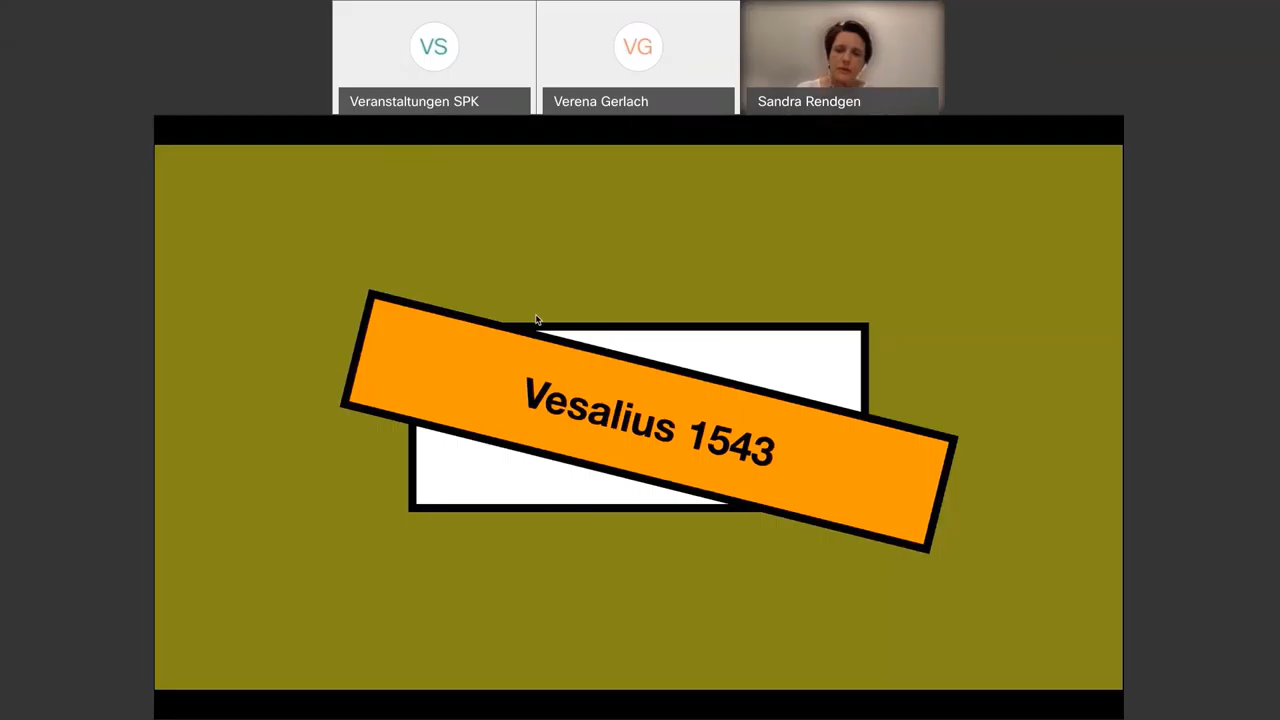 VS
VG
Veranstaltungen SPK
Verena Gerlach
Sandra Rendgen
Vesalius 1543